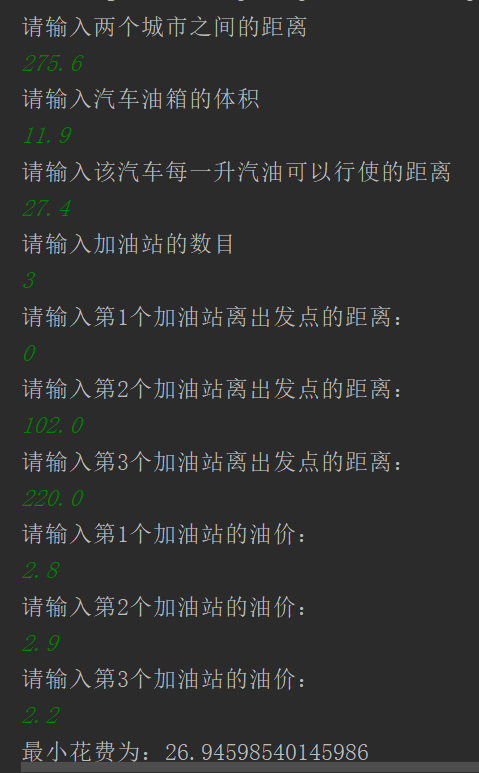 请输入两个城市之间的距离
275.6
请输入汽车油箱的体积
11.9
请输入该汽车每一升汽油可以行使的距离
27.4
请输入加油站的数目
3
请输入第1个加油站离出发点的距离：
0
请输入第2个加油站离出发点的距离：
102.0
请输入第3个加油站离出发点的距离：
220.0
请输入第1个加油站的油价：
2.8
请输入第2个加油站的油价：
2.9
请输入第3个加油站的油价：
2.2
最小花费为：26.94598540145986